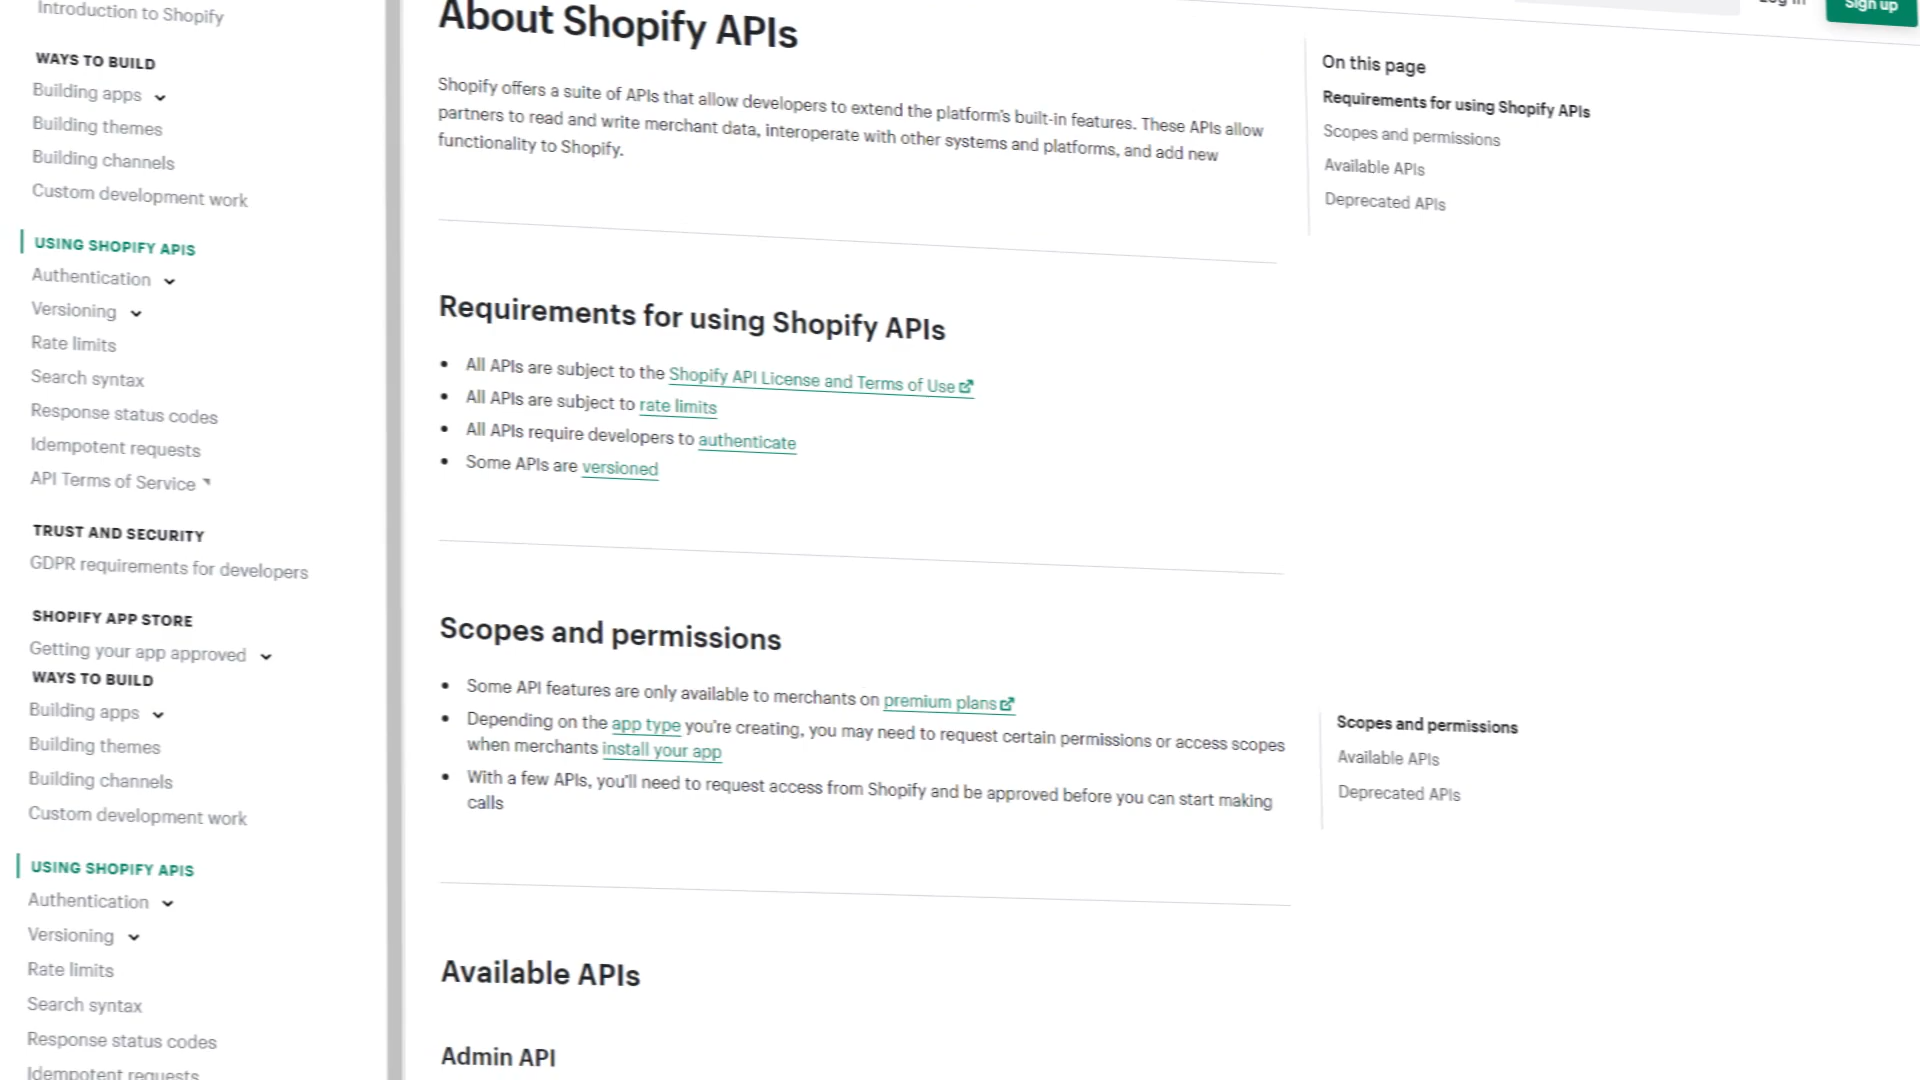 Introduction to Shopify
WAYS TO BUILD
Building apps
Building themes
Building channels
Custom development work
USING SHOPIFY APIS
Authentication
Versioning
Rate limits
Search syntax
Response status codes
Idempotent requests
API Terms of Service
TRUST AND SECURITY
GDPR requirements for developers
SHOPIFY APP STORE
Getting your app approved
WAYS TO BUILD
Building apps
Building themes
Building channels
Custom development work
USING SHOPIFY APIS
Authentication
Versioning
Rate limits
Search syntax
Response status codes
Idempotent requests
About Shopify APIs
Shopify offers a suite of APIs that allow developers to extend the platform's built-in features. These APIs allow
partners to read and write merchant data, interoperate with other systems and platforms, and add new
functionality to Shopify.
Requirements for using Shopify APIs
All APIs are subject to the Shopify API License and Terms of Use
All APIs are subject to rate limits
All APIs require developers to authenticate
Some APIs are versioned
Scopes and permissions
Some API features are only available to merchants on premium plans
Depending on the app type you're creating, you may need to request certain permissions or access scopes
when merchants install your app
With a few APIs, you'll need to request access from Shopify and be approved before you can start making
calls
Available APIs
Admin API
Log in
Sign up
On this page
Requirements for using Shopify APIs
Scopes and permissions
Available APIs
Deprecated APIs
Scopes and permissions
Available APIs
Deprecated APIs